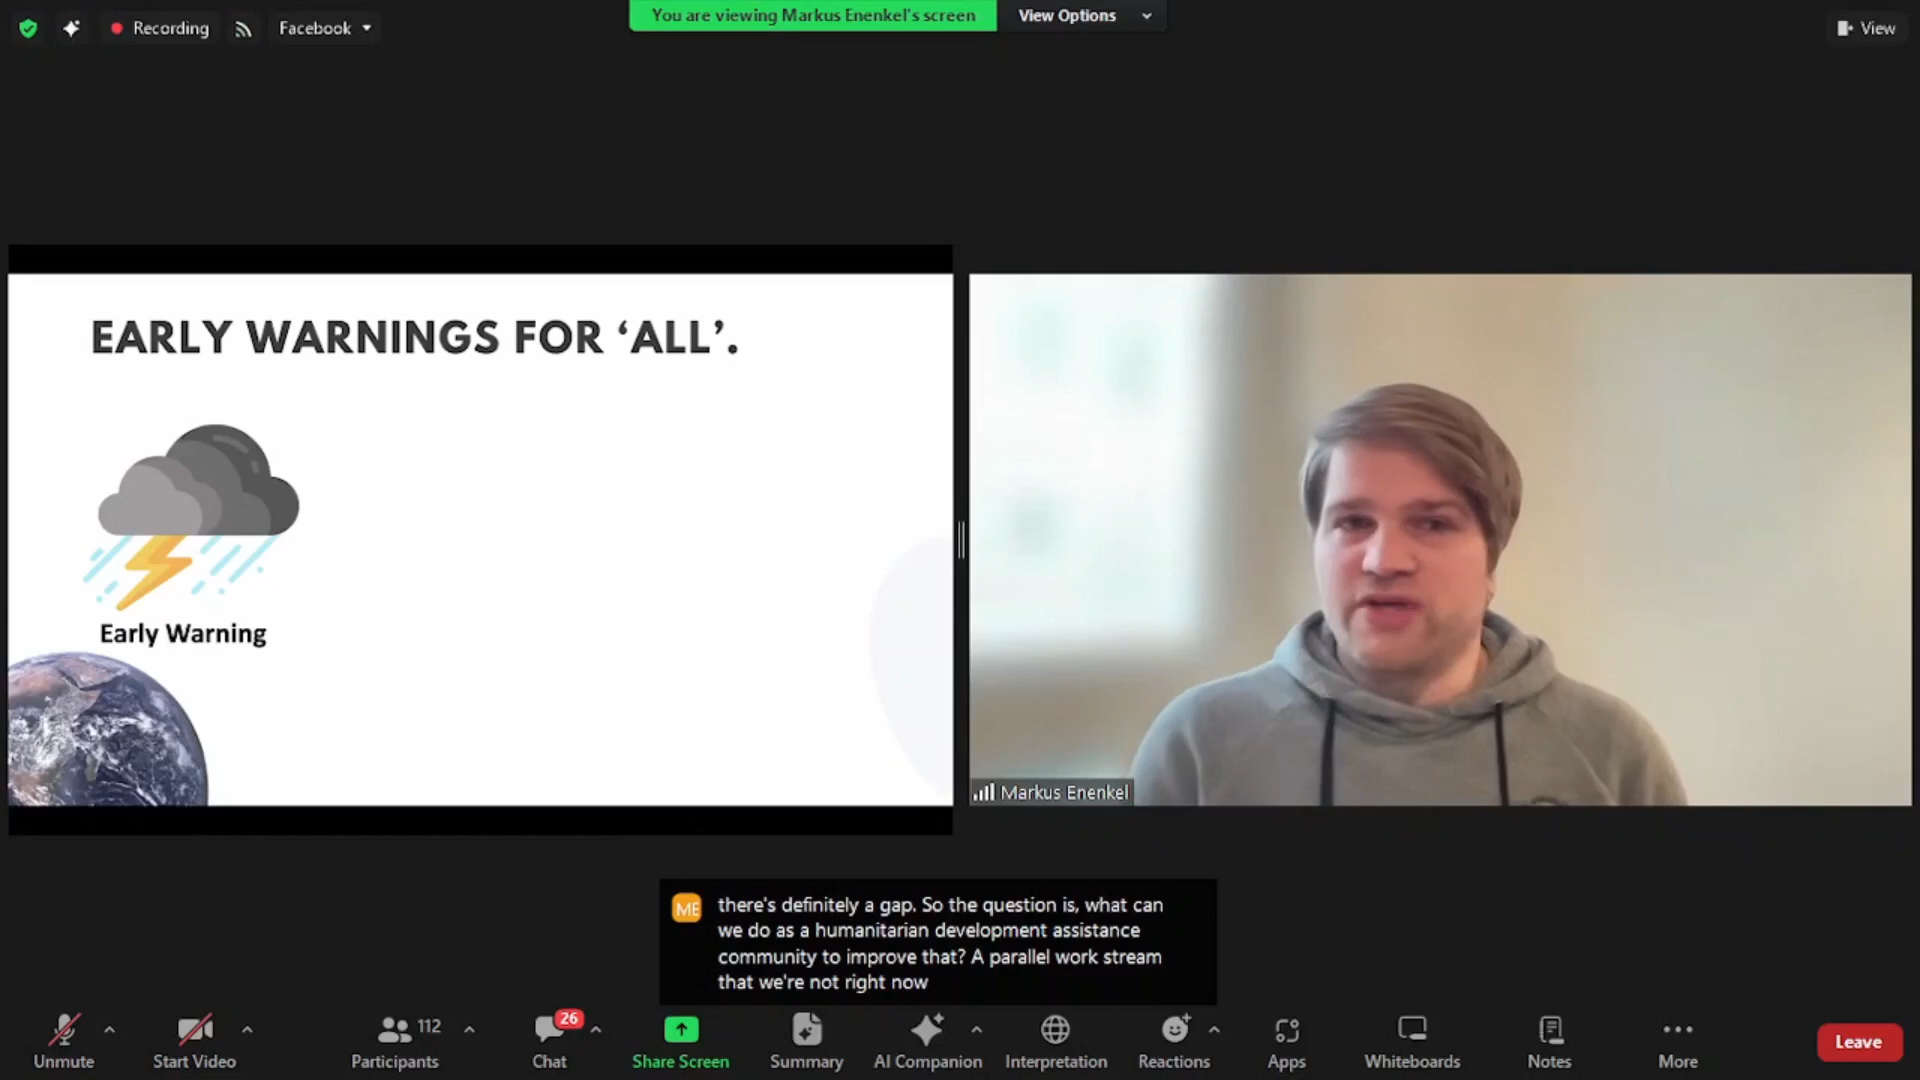 Recording
Facebook
You are viewing Markus Enenkel's screen
View Options
View
EARLY WARNINGS FOR ‘ALL’.
Early Warning
Markus Enenkel
ME
there's definitely a gap. So the question is, what can
we do as a humanitarian development assistance
community to improve that? A parallel work stream
that we're not right now
Unmute
Start Video
Participants
112
Chat
26
Share Screen
Summary
AI Companion
Interpretation
Reactions
Apps
Whiteboards
Notes
More
Leave